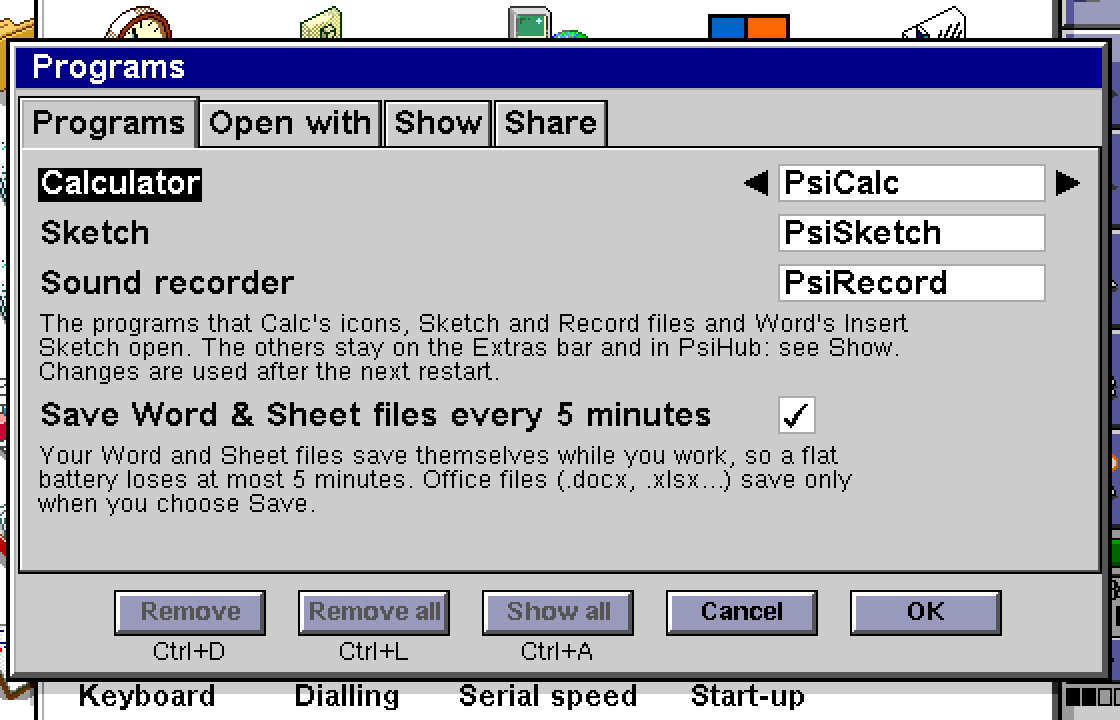 Programs
Programs
Open with
Show
Share
Calculator
PsiCalc
Sketch
PsiSketch
Sound recorder
PsiRecord
The programs that Calc's icons, Sketch and Record files and Word's Insert
Sketch open. The others stay on the Extras bar and in PsiHub: see Show.
Changes are used after the next restart.
Save Word & Sheet files every 5 minutes
Your Word and Sheet files save themselves while you work, so a flat
battery loses at most 5 minutes. Office files (.docx, .xlsx...) save only
when you choose Save.
Remove
Remove all
Show all
Cancel
OK
Ctrl+D
Ctrl+L
Ctrl+A
Keyboard
Dialling
Serial speed
Start-up